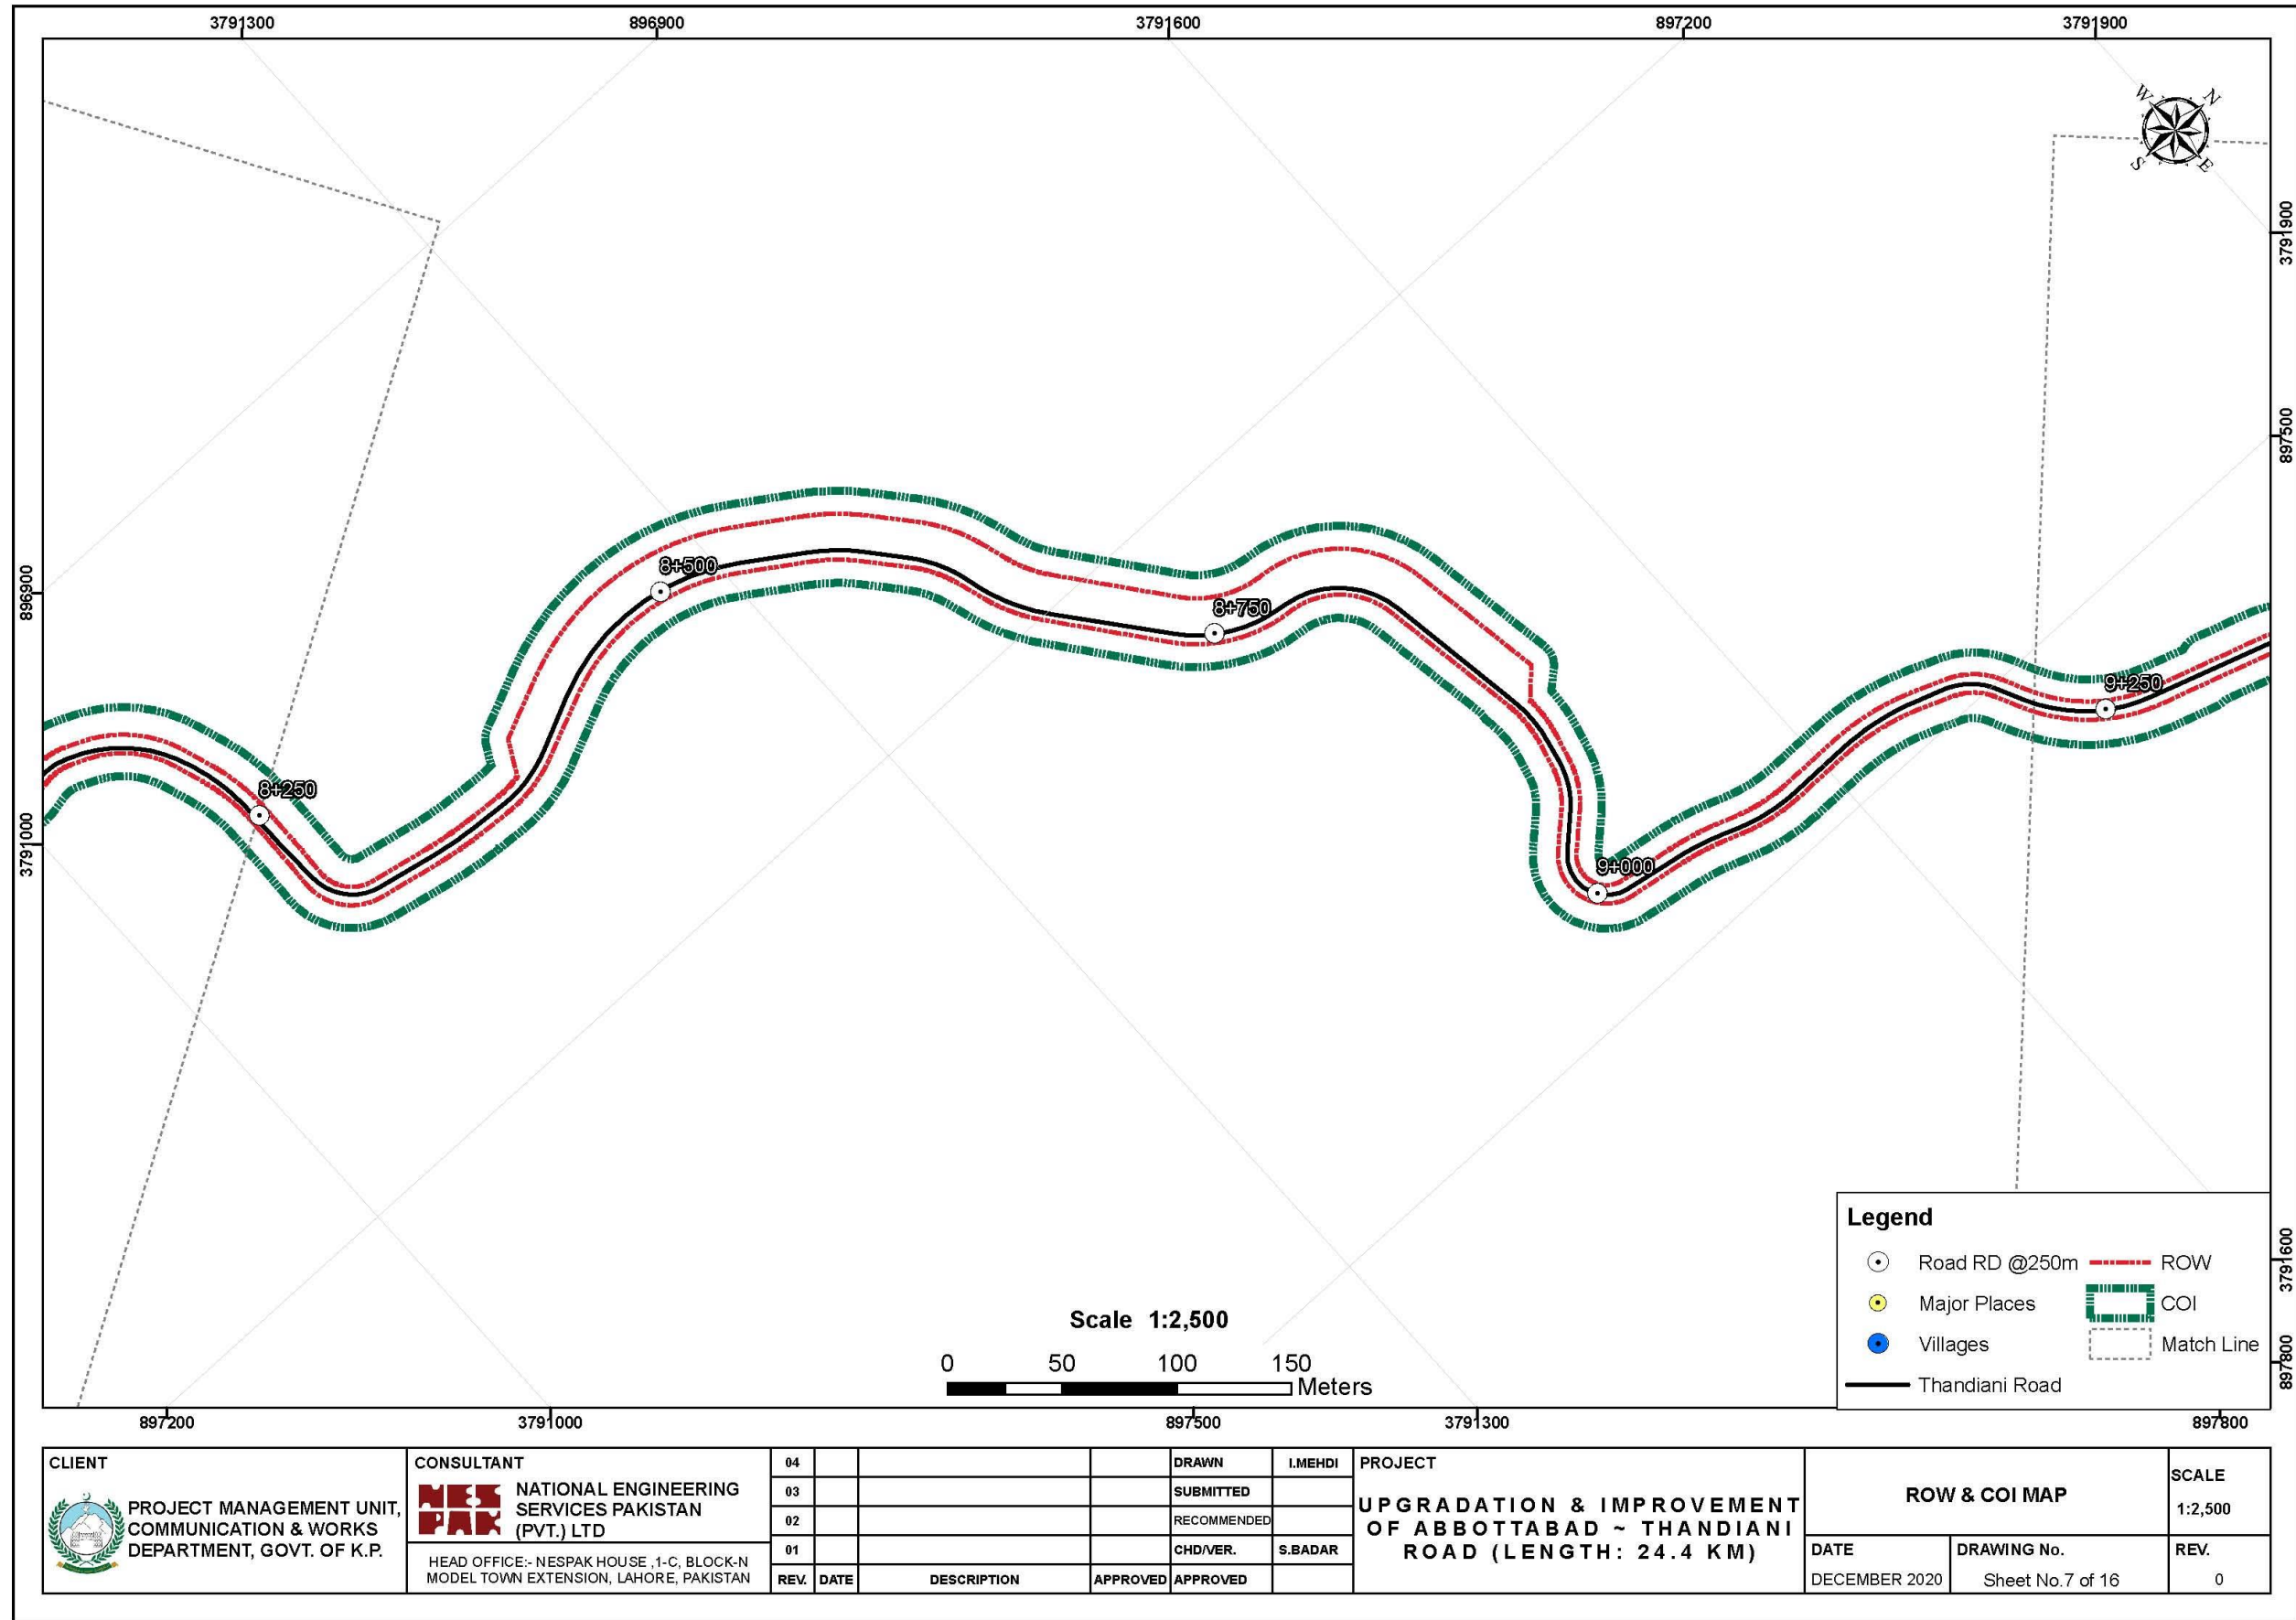 3791300 896900 3791600 897200 3791900
W N
S E
3791900
897500
896900
3791000
3791600
897800
8+250
8+500
8+750
9+000
9+250
Scale 1:2,500
0 50 100 150
Meters
Legend
Road RD @250m ROW
Major Places COI
Villages Match Line
Thandiani Road
897200 3791000 897500 3791300 897800
CLIENT
PROJECT MANAGEMENT UNIT,
COMMUNICATION & WORKS
DEPARTMENT, GOVT. OF K.P.
CONSULTANT
NESPAK
NATIONAL ENGINEERING
SERVICES PAKISTAN
(PVT.) LTD
HEAD OFFICE:- NESPAK HOUSE ,1-C, BLOCK-N
MODEL TOWN EXTENSION, LAHORE, PAKISTAN
04 DRAWN I.MEHDI
03 SUBMITTED
02 RECOMMENDED
01 CHD/VER. S.BADAR
REV. DATE DESCRIPTION APPROVED APPROVED
PROJECT
UPGRADATION & IMPROVEMENT
OF ABBOTTABAD ~ THANDIANI
ROAD (LENGTH: 24.4 KM)
ROW & COI MAP
SCALE
1:2,500
DATE
DECEMBER 2020
DRAWING No.
Sheet No.7 of 16
REV.
0